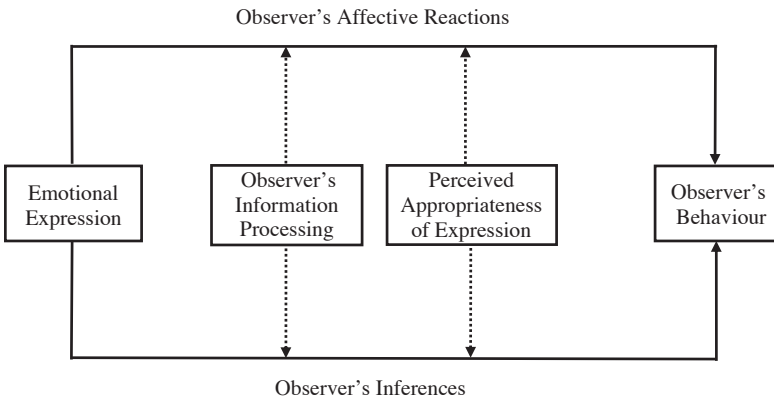 Observer's Affective Reactions
Emotional
Expression
Observer's
Information
Processing
Perceived
Appropriateness
of Expression
Observer's
Behaviour
Observer's Inferences